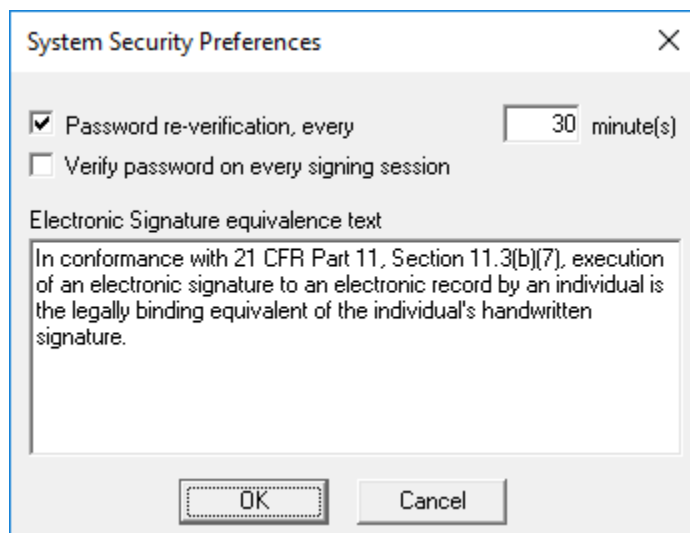 System Security Preferences
Password re-verification, every 30 minute(s)
Verify password on every signing session
Electronic Signature equivalence text
In conformance with 21 CFR Part 11, Section 11.3(b)(7), execution
of an electronic signature to an electronic record by an individual is
the legally binding equivalent of the individual's handwritten
signature.
OK Cancel